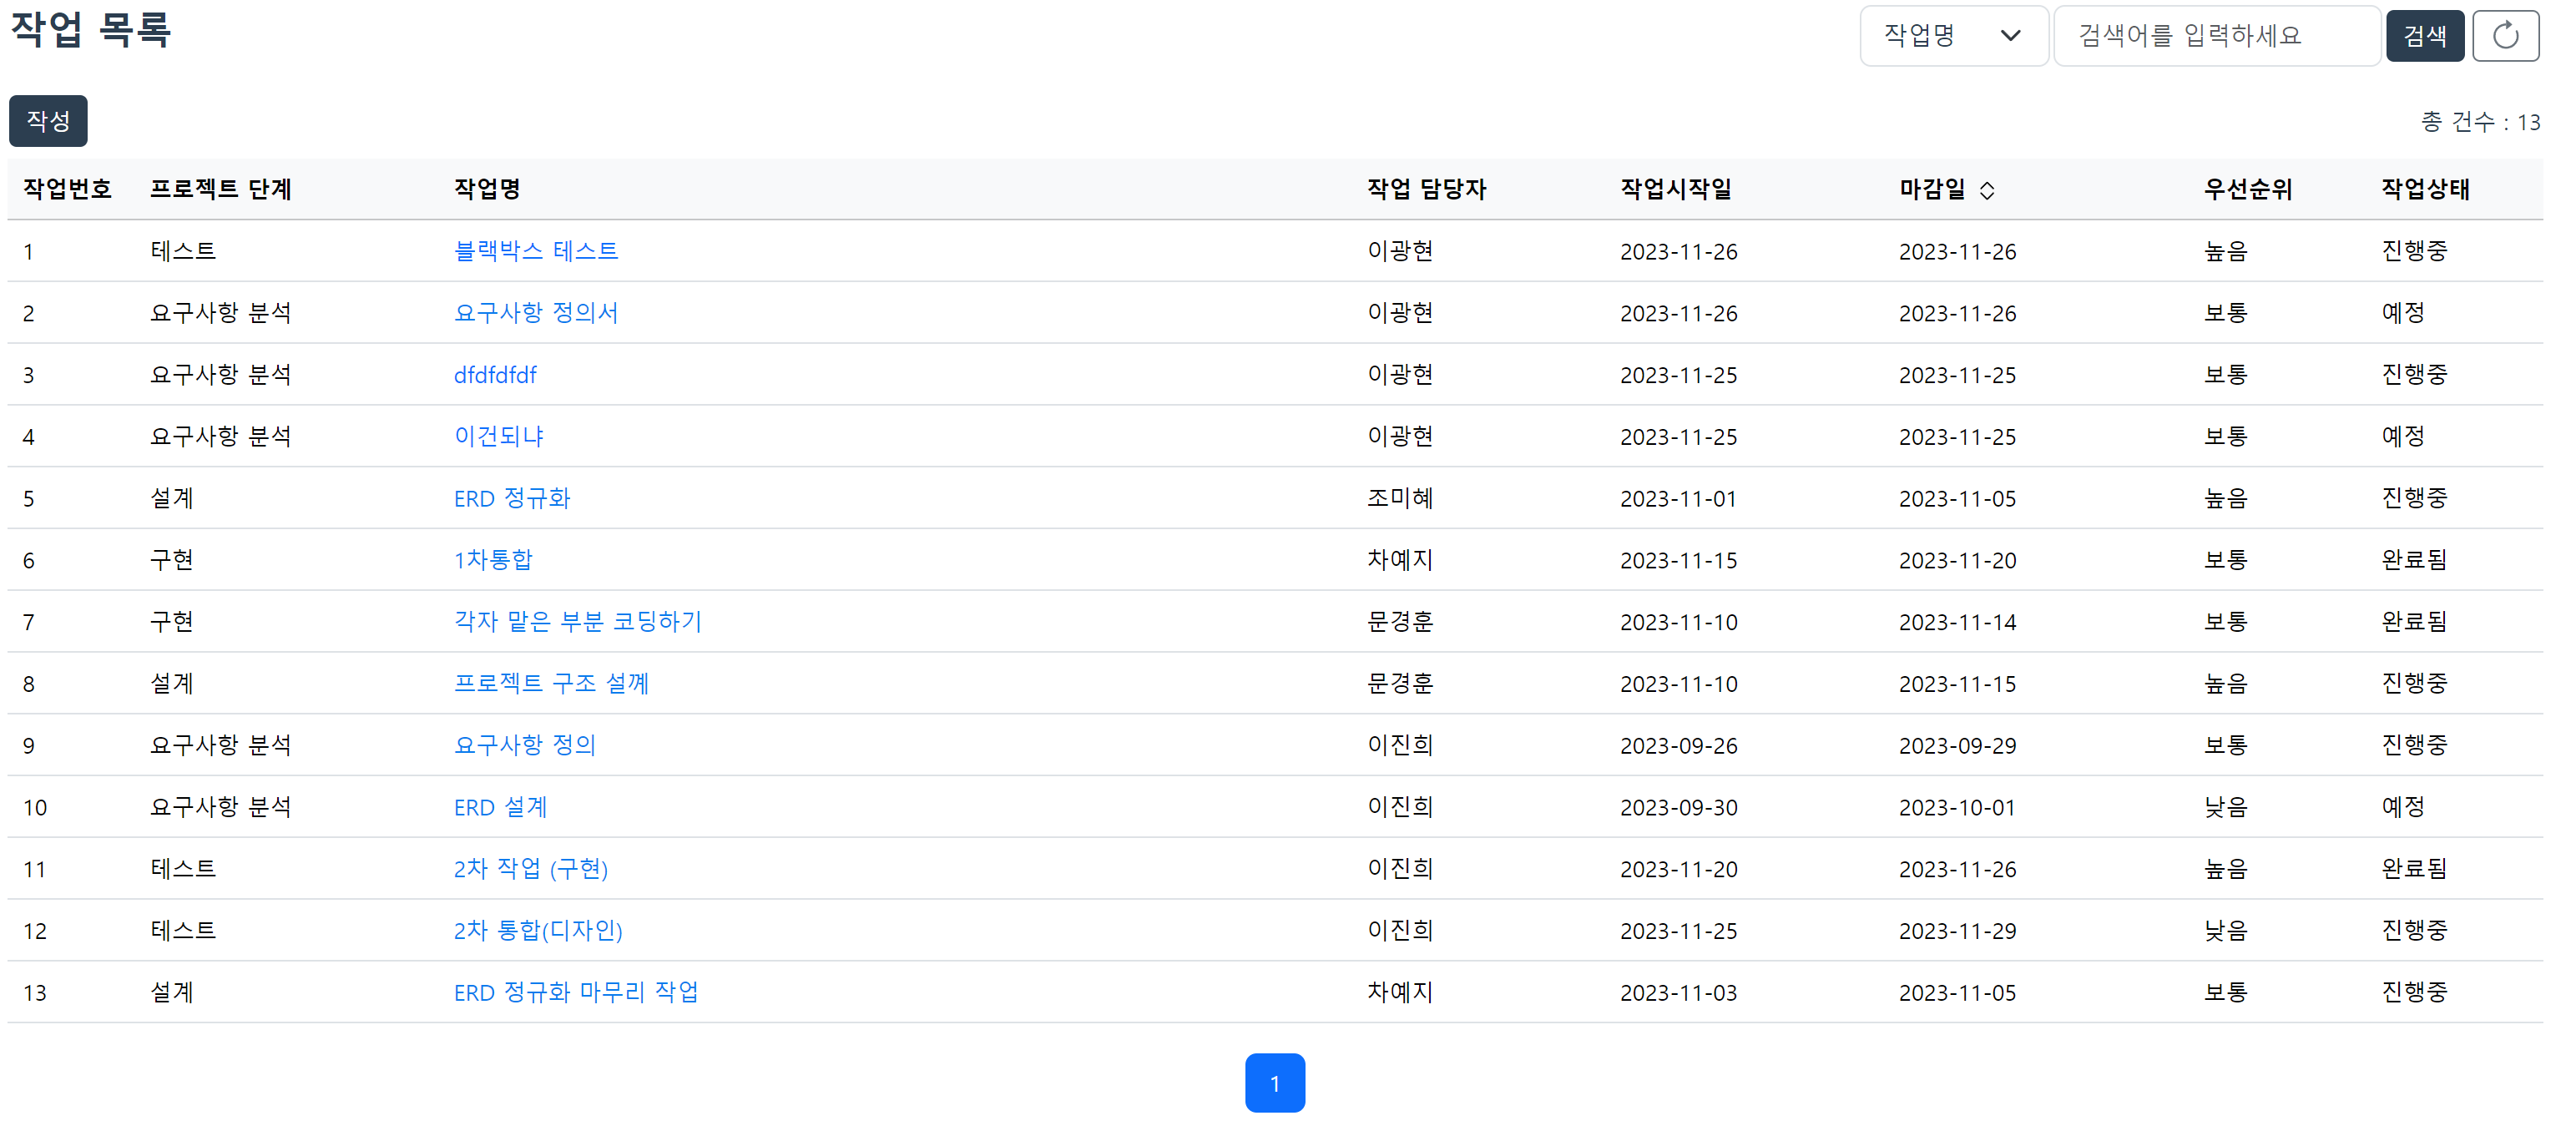 작업 목록
작업명 검색어를 입력하세요 검색
작성 총 건수 : 13
작업번호 프로젝트 단계 작업명 작업 담당자 작업시작일 마감일 우선순위 작업상태
1 테스트 블랙박스 테스트 이광현 2023-11-26 2023-11-26 높음 진행중
2 요구사항 분석 요구사항 정의서 이광현 2023-11-26 2023-11-26 보통 예정
3 요구사항 분석 dfdfdfdf 이광현 2023-11-25 2023-11-25 보통 진행중
4 요구사항 분석 이건되냐 이광현 2023-11-25 2023-11-25 보통 예정
5 설계 ERD 정규화 조미혜 2023-11-01 2023-11-05 높음 진행중
6 구현 1차통합 차예지 2023-11-15 2023-11-20 보통 완료됨
7 구현 각자 맡은 부분 코딩하기 문경훈 2023-11-10 2023-11-14 보통 완료됨
8 설계 프로젝트 구조 설꼐 문경훈 2023-11-10 2023-11-15 높음 진행중
9 요구사항 분석 요구사항 정의 이진희 2023-09-26 2023-09-29 보통 진행중
10 요구사항 분석 ERD 설계 이진희 2023-09-30 2023-10-01 낮음 예정
11 테스트 2차 작업 (구현) 이진희 2023-11-20 2023-11-26 높음 완료됨
12 테스트 2차 통합(디자인) 이진희 2023-11-25 2023-11-29 낮음 진행중
13 설계 ERD 정규화 마무리 작업 차예지 2023-11-03 2023-11-05 보통 진행중
1